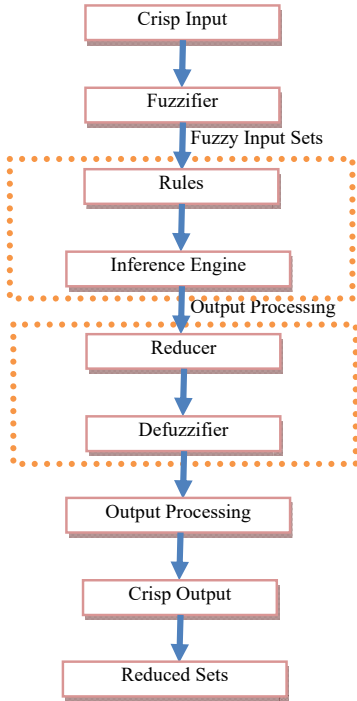 Crisp Input
Fuzzifier
Fuzzy Input Sets
Rules
Inference Engine
Output Processing
Reducer
Defuzzifier
Output Processing
Crisp Output
Reduced Sets